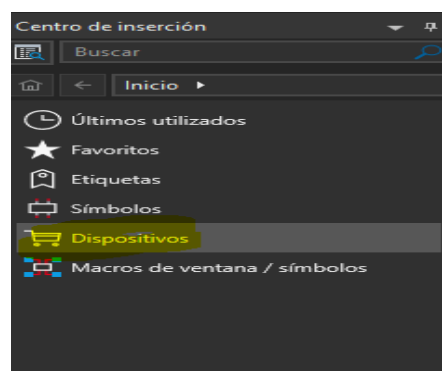 Centro de inserción
Buscar
Inicio
Últimos utilizados
Favoritos
Etiquetas
Símbolos
Dispositivos
Macros de ventana / símbolos